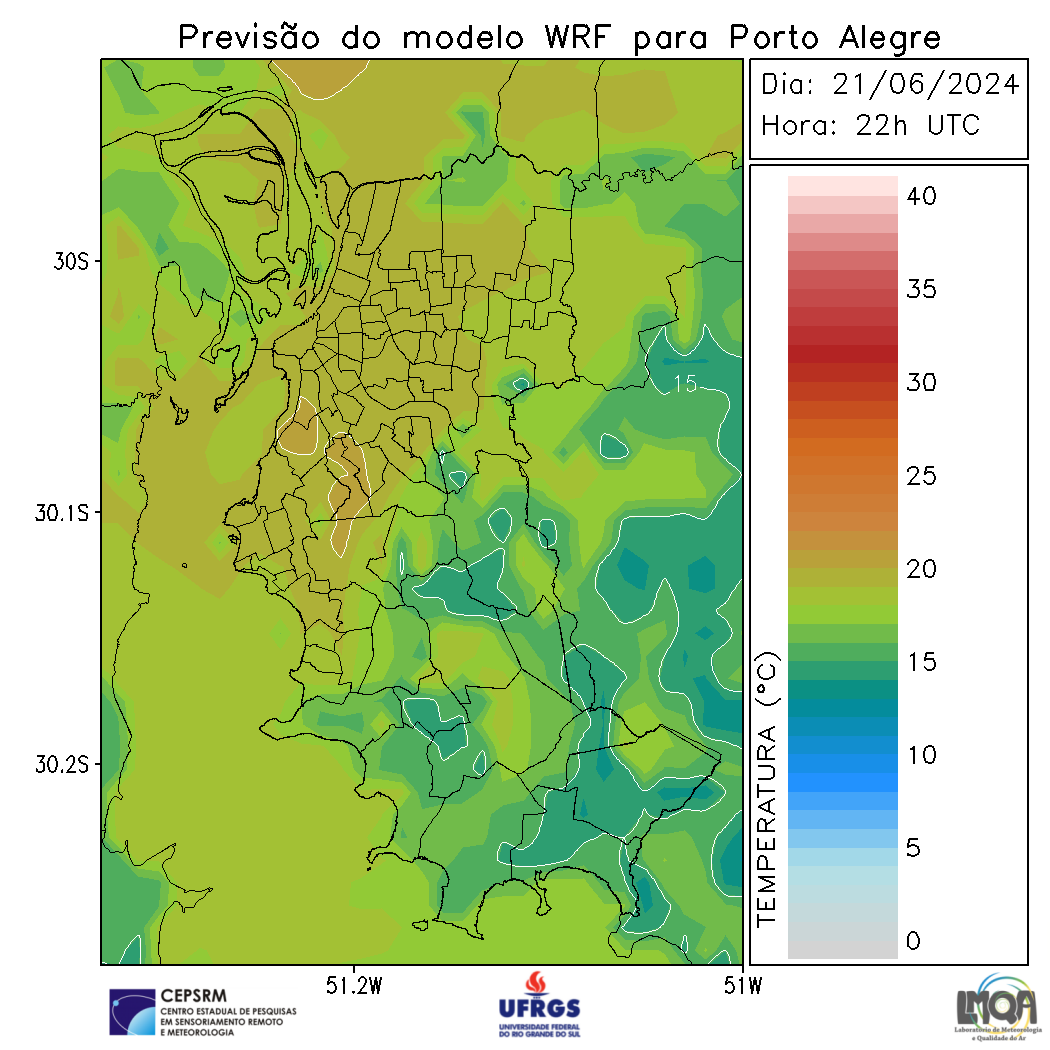 Previsão do modelo WRF para Porto Alegre
Dia: 21/06/2024
Hora: 22h UTC
30S
30.1S
30.2S
51.2W
51W
15
TEMPERATURA (°C)
40
35
30
25
20
15
10
5
0
CEPSRM
CENTRO ESTADUAL DE PESQUISAS
EM SENSORIAMENTO REMOTO
E METEOROLOGIA
UFRGS
UNIVERSIDADE FEDERAL
DO RIO GRANDE DO SUL
LMQA
Laboratório de Meteorologia
e Qualidade do Ar